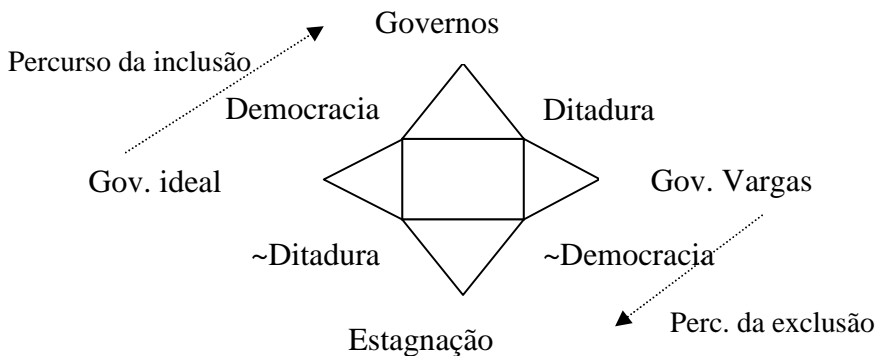 Governos
Percurso da inclusão
Democracia Ditadura
Gov. ideal Gov. Vargas
~Ditadura ~Democracia
Perc. da exclusão
Estagnação